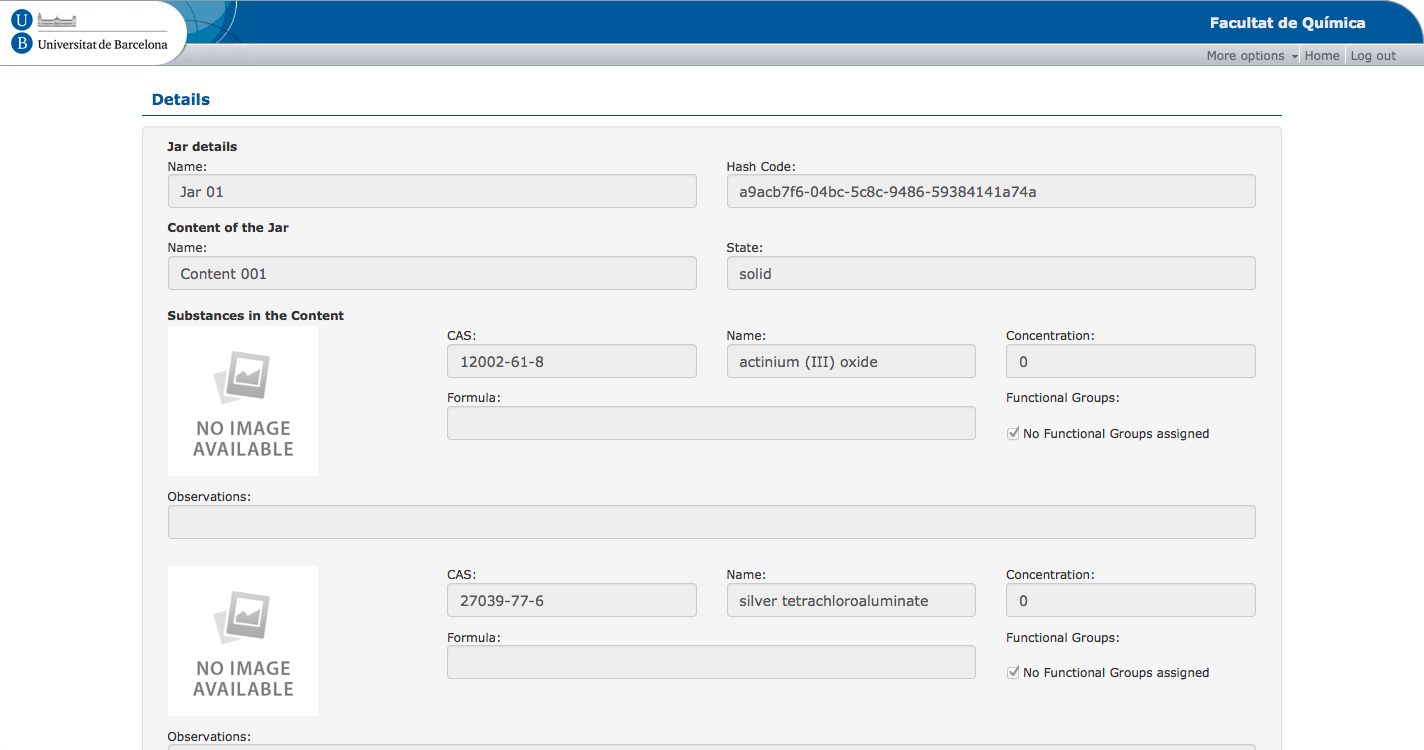 U
B
Universitat de Barcelona
Facultat de Química
More options
Home
Log out
Details
Jar details
Name:
Hash Code:
Jar 01
a9acb7f6-04bc-5c8c-9486-59384141a74a
Content of the Jar
Name:
State:
Content 001
solid
Substances in the Content
NO IMAGE
AVAILABLE
CAS:
Name:
Concentration:
12002-61-8
actinium (III) oxide
0
Formula:
Functional Groups:
No Functional Groups assigned
Observations:
NO IMAGE
AVAILABLE
CAS:
Name:
Concentration:
27039-77-6
silver tetrachloroaluminate
0
Formula:
Functional Groups:
No Functional Groups assigned
Observations: